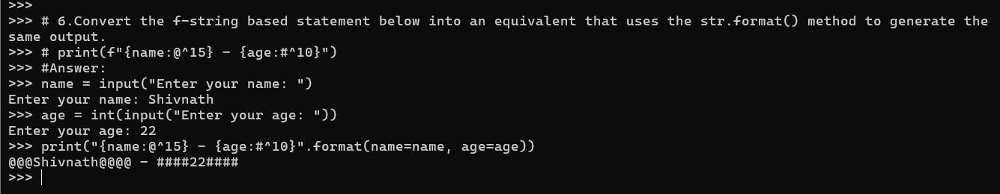 >>>
>>> # 6.Convert the f-string based statement below into an equivalent that uses the str.format() method to generate the
same output.
>>> # print(f"{name:@^15} - {age:#^10}")
>>> #Answer:
>>> name = input("Enter your name: ")
Enter your name: Shivnath
>>> age = int(input("Enter your age: "))
Enter your age: 22
>>> print("{name:@^15} - {age:#^10}".format(name=name, age=age))
@@@Shivnath@@@@ - ####22####
>>>